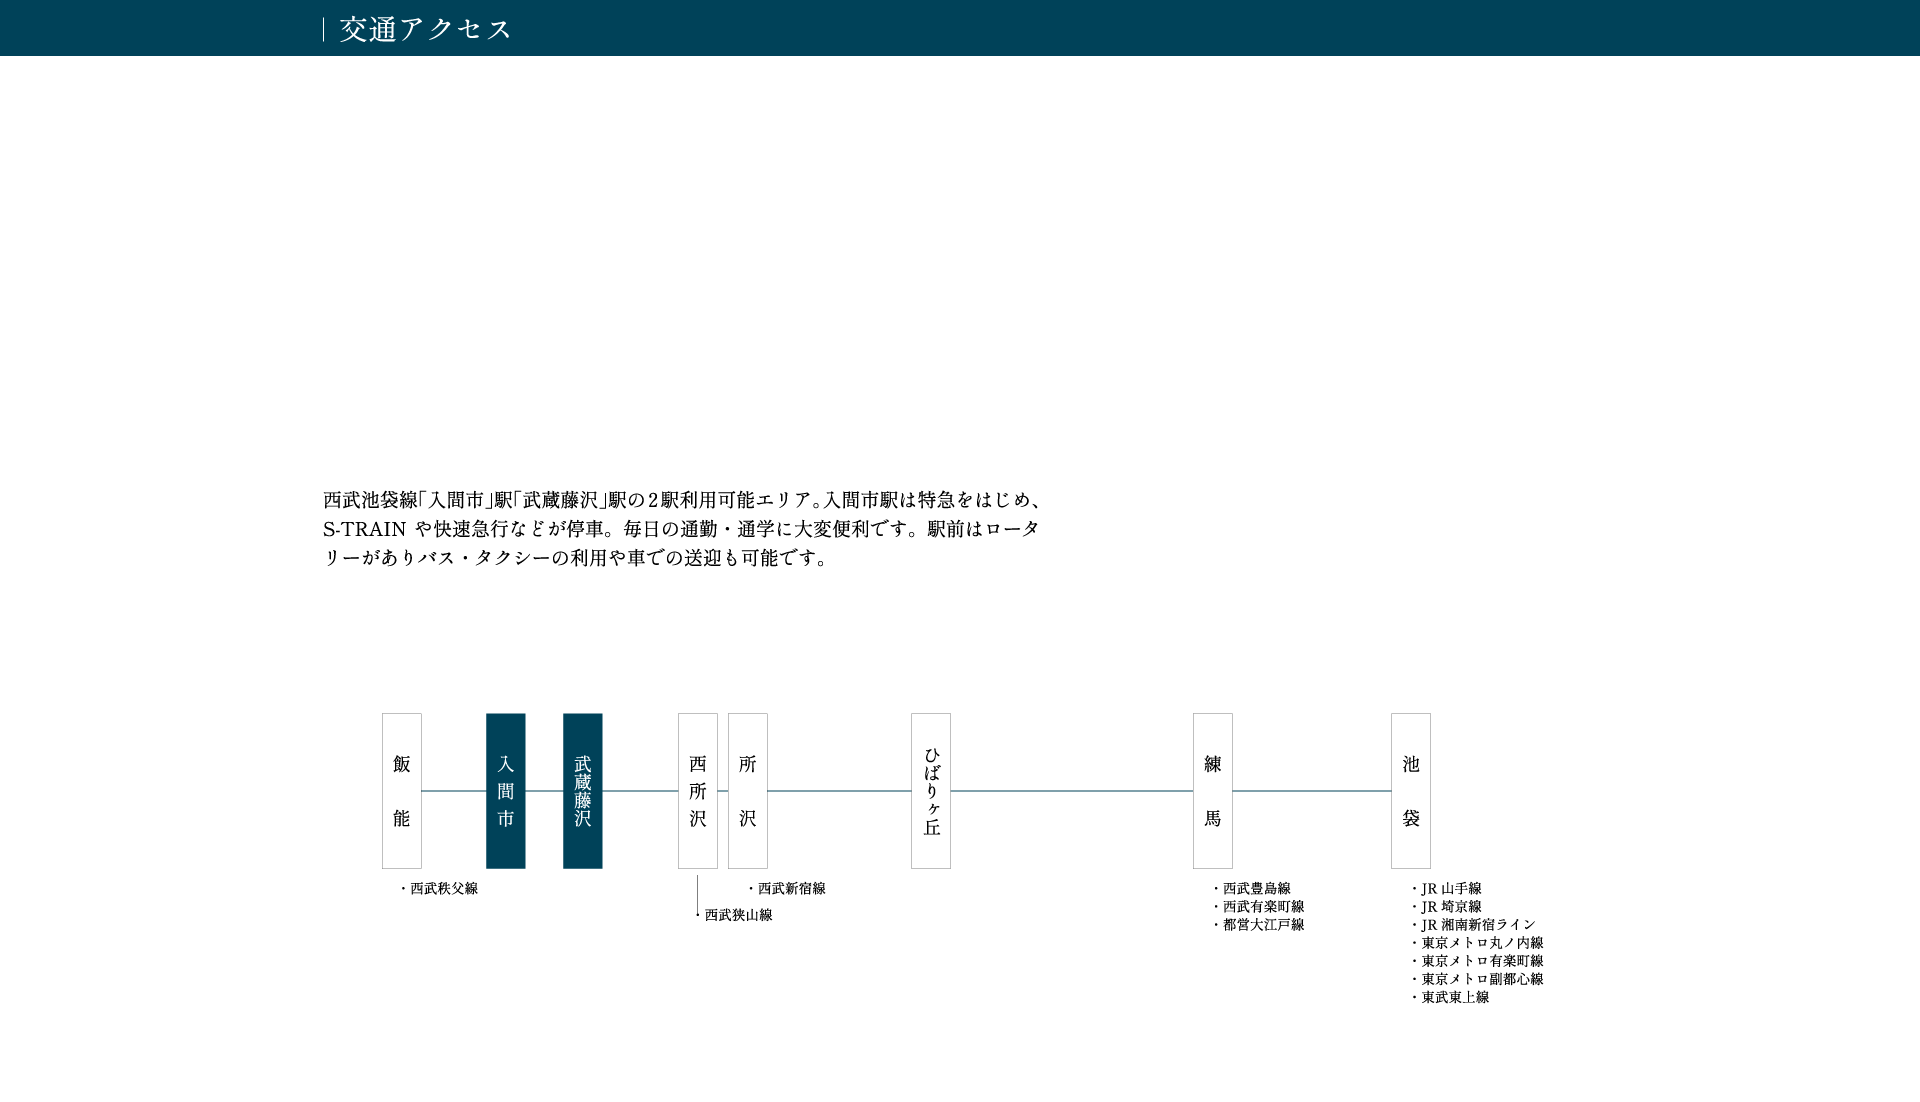 交通アクセス
西武池袋線｢入間市｣駅｢武蔵藤沢｣駅の2駅利用可能エリア。入間市駅は特急をはじめ、
S-TRAIN や快速急行などが停車。毎日の通勤・通学に大変便利です。駅前はロータ
リーがありバス・タクシーの利用や車での送迎も可能です。
飯能
入間市
武蔵藤沢
西所沢
所沢
ひばりヶ丘
練馬
池袋
・西武秩父線
・西武狭山線
・西武新宿線
・西武豊島線
・西武有楽町線
・都営大江戸線
・JR 山手線
・JR 埼京線
・JR 湘南新宿ライン
・東京メトロ丸ノ内線
・東京メトロ有楽町線
・東京メトロ副都心線
・東武東上線